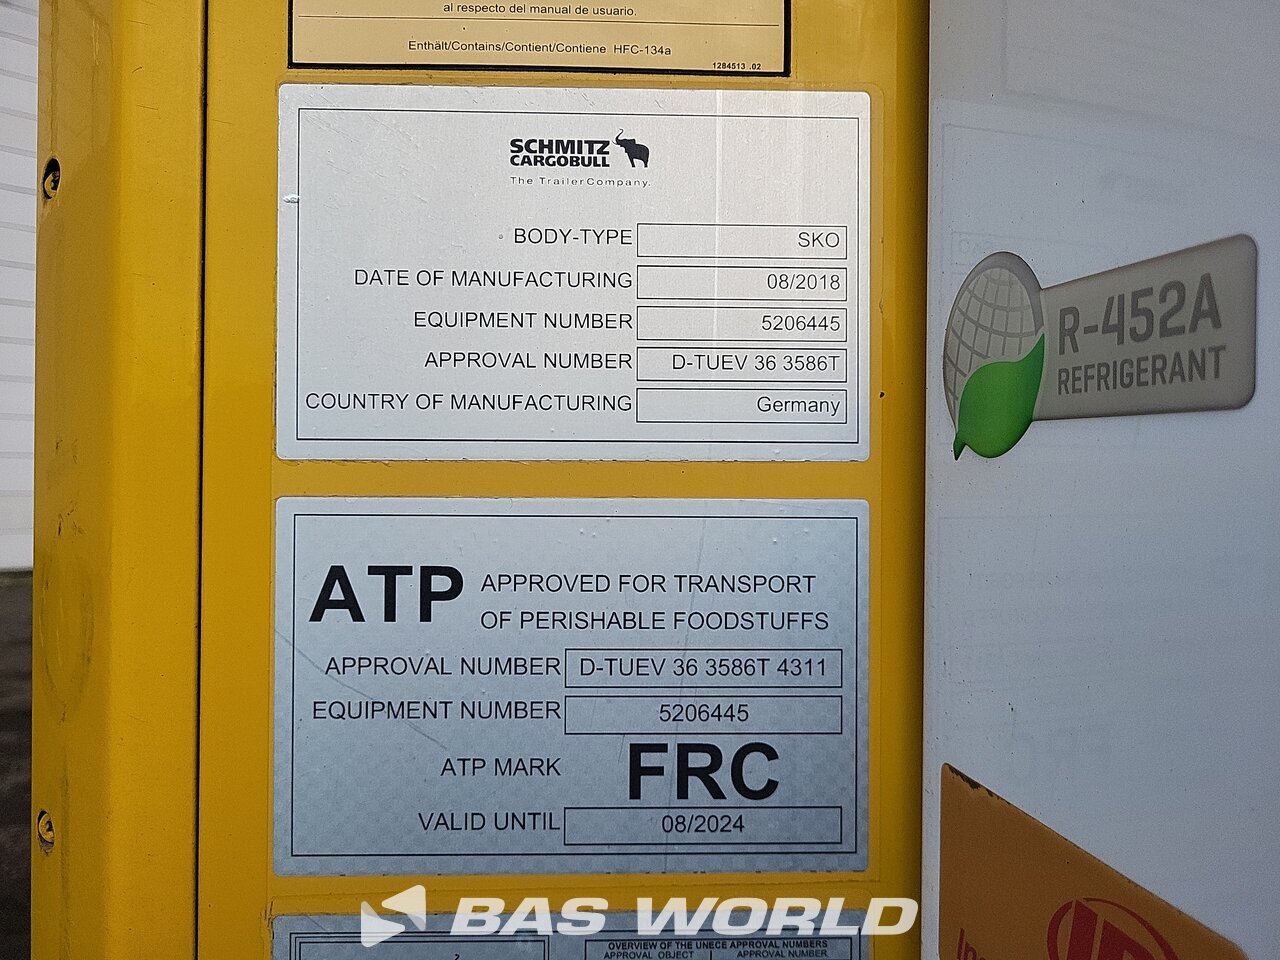 al respecto del manual de usuario.
Enthält/Contains/Contient/Contiene HFC-134a
1284513 .02
SCHMITZ
CARGOBULL
The Trailer Company.
BODY-TYPE SKO
DATE OF MANUFACTURING 08/2018
EQUIPMENT NUMBER 5206445
APPROVAL NUMBER D-TUEV 36 3586T
COUNTRY OF MANUFACTURING Germany
R-452A
REFRIGERANT
ATP APPROVED FOR TRANSPORT
OF PERISHABLE FOODSTUFFS
APPROVAL NUMBER D-TUEV 36 3586T 4311
EQUIPMENT NUMBER 5206445
ATP MARK FRC
VALID UNTIL 08/2024
BAS WORLD
OVERVIEW OF THE UNECE APPROVAL NUMBERS
APPROVAL OBJECT APPROVAL NUMBER